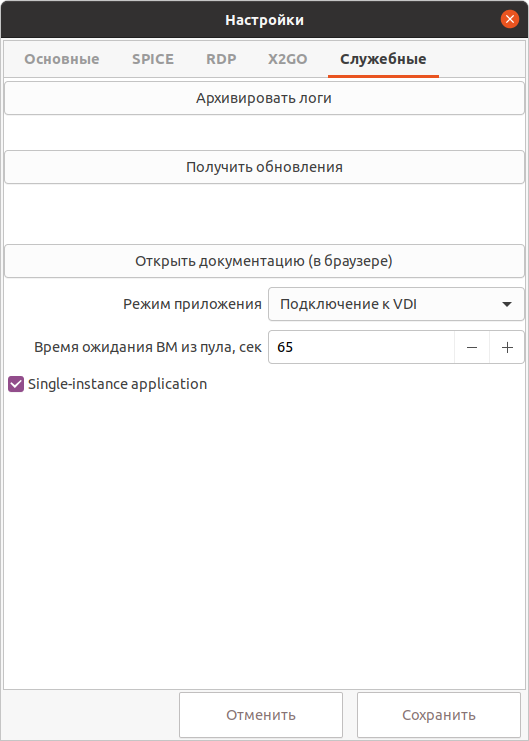 Настройки
Основные SPICE RDP X2GO Служебные
Архивировать логи
Получить обновления
Открыть документацию (в браузере)
Режим приложения Подключение к VDI
Время ожидания ВМ из пула, сек 65
Single-instance application
Отменить Сохранить